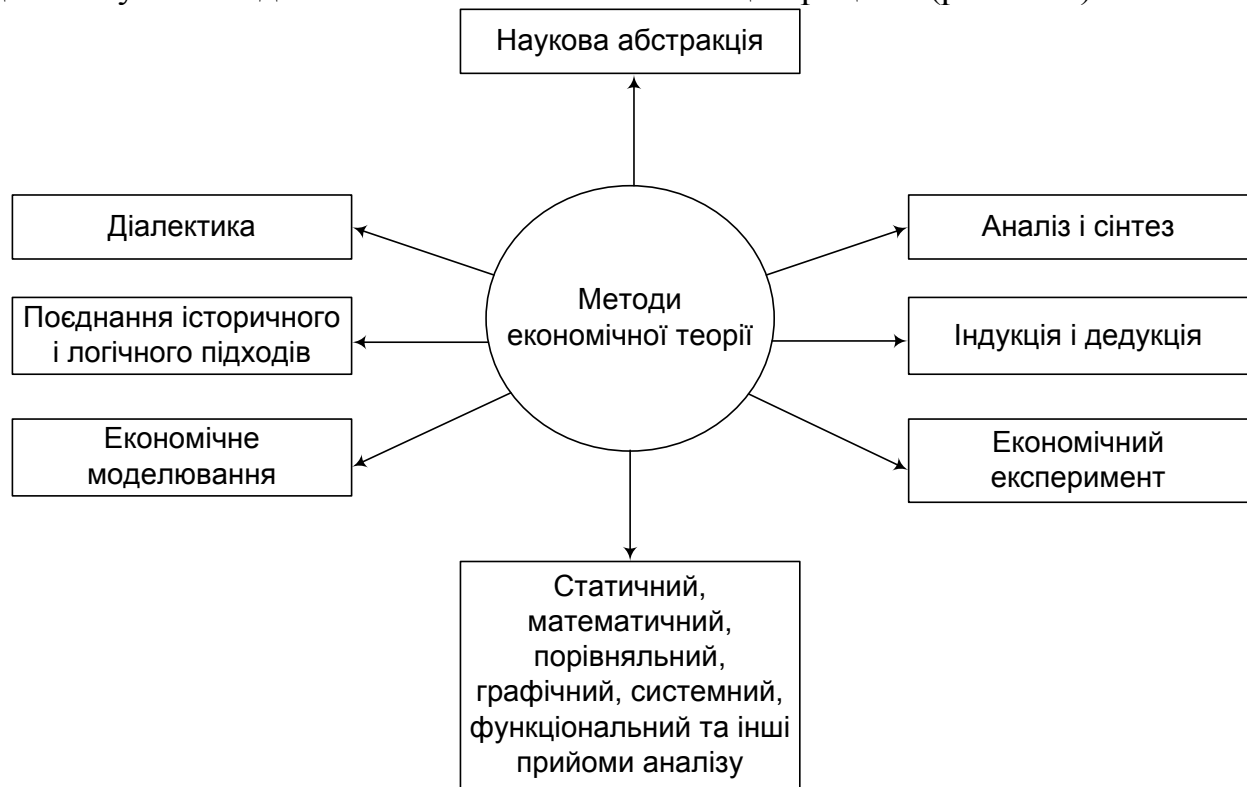 Наукова абстракція
Діалектика
Аналіз і сінтез
Поєднання історичного
і логічного підходів
Методи
економічної теорії
Індукція і дедукція
Економічне
моделювання
Економічний
експеримент
Статичний,
математичний,
порівняльний,
графічний, системний,
функціональний та інші
прийоми аналізу